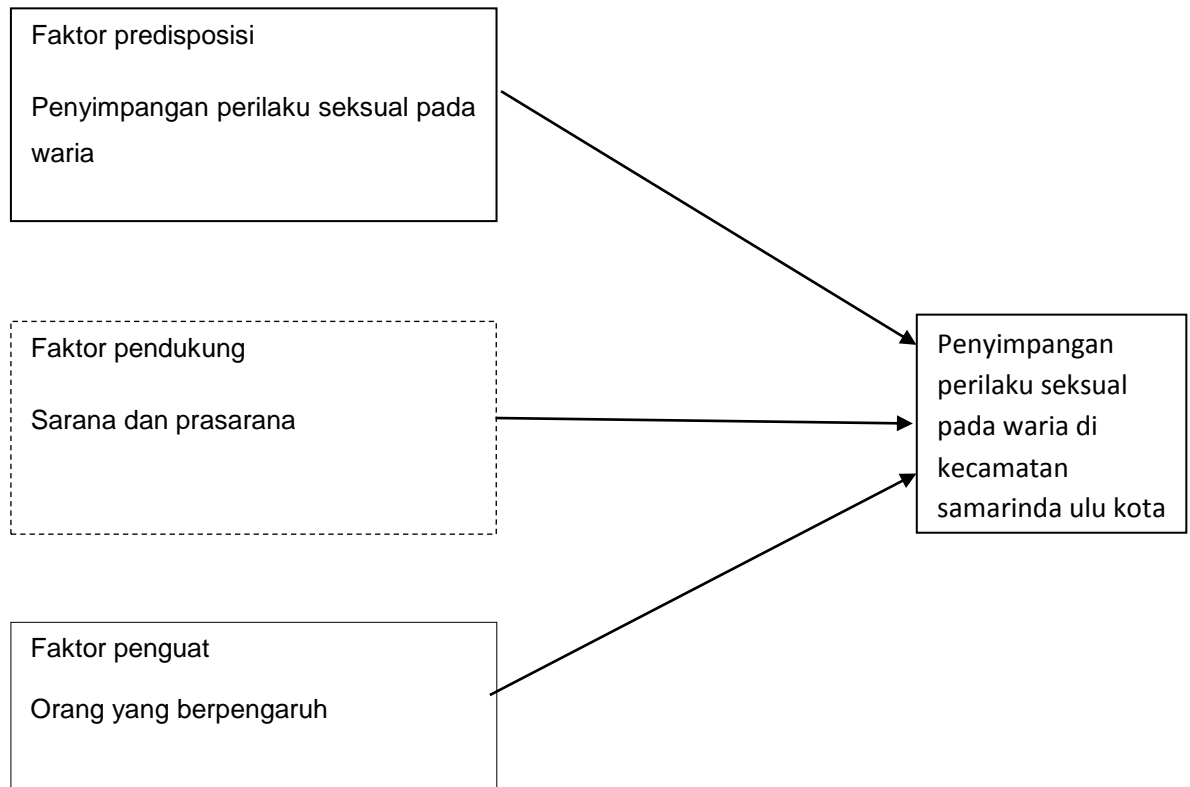 Faktor predisposisi
Penyimpangan perilaku seksual pada
waria
Faktor pendukung
Sarana dan prasarana
Faktor penguat
Orang yang berpengaruh
Penyimpangan
perilaku seksual
pada waria di
kecamatan
samarinda ulu kota